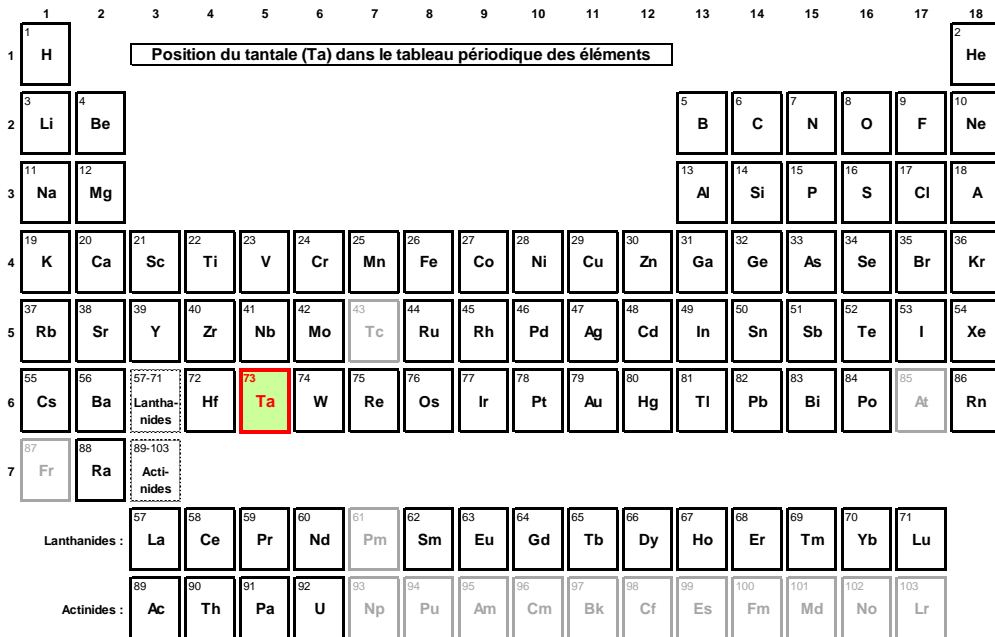 1 2 3 4 5 6 7 8 9 10 11 12 13 14 15 16 17 18
Position du tantale (Ta) dans le tableau périodique des éléments
1 2
1 H He
3 4 5 6 7 8 9 10
2 Li Be B C N O F Ne
11 12 13 14 15 16 17 18
3 Na Mg Al Si P S Cl A
19 20 21 22 23 24 25 26 27 28 29 30 31 32 33 34 35 36
4 K Ca Sc Ti V Cr Mn Fe Co Ni Cu Zn Ga Ge As Se Br Kr
37 38 39 40 41 42 43 44 45 46 47 48 49 50 51 52 53 54
5 Rb Sr Y Zr Nb Mo Tc Ru Rh Pd Ag Cd In Sn Sb Te I Xe
55 56 57-71 72 73 74 75 76 77 78 79 80 81 82 83 84 85 86
6 Cs Ba Lantha-nides Hf Ta W Re Os Ir Pt Au Hg Tl Pb Bi Po At Rn
87 88 89-103
7 Fr Ra Acti-nides
57 58 59 60 61 62 63 64 65 66 67 68 69 70 71
Lanthanides : La Ce Pr Nd Pm Sm Eu Gd Tb Dy Ho Er Tm Yb Lu
89 90 91 92 93 94 95 96 97 98 99 100 101 102 103
Actinides : Ac Th Pa U Np Pu Am Cm Bk Cf Es Fm Md No Lr